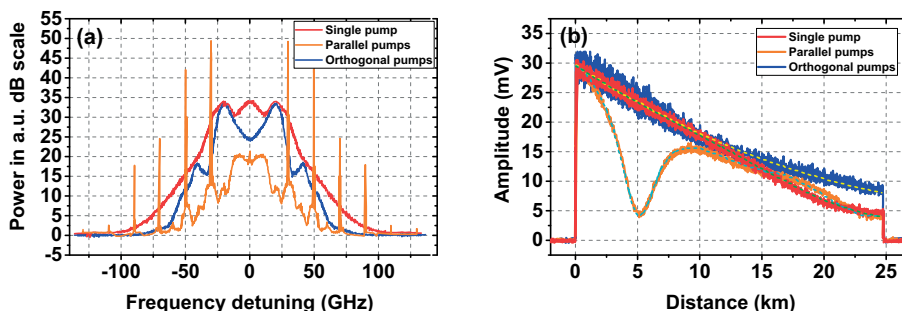 (a)
Single pump
Parallel pumps
Orthogonal pumps
Power in a.u. dB scale
55
50
45
40
35
30
25
20
15
10
5
0
-5
-100 -50 0 50 100
Frequency detuning (GHz)
(b)
Single pump
Parallel pumps
Orthogonal pumps
Amplitude (mV)
35
30
25
20
15
10
5
0
0 5 10 15 20 25
Distance (km)